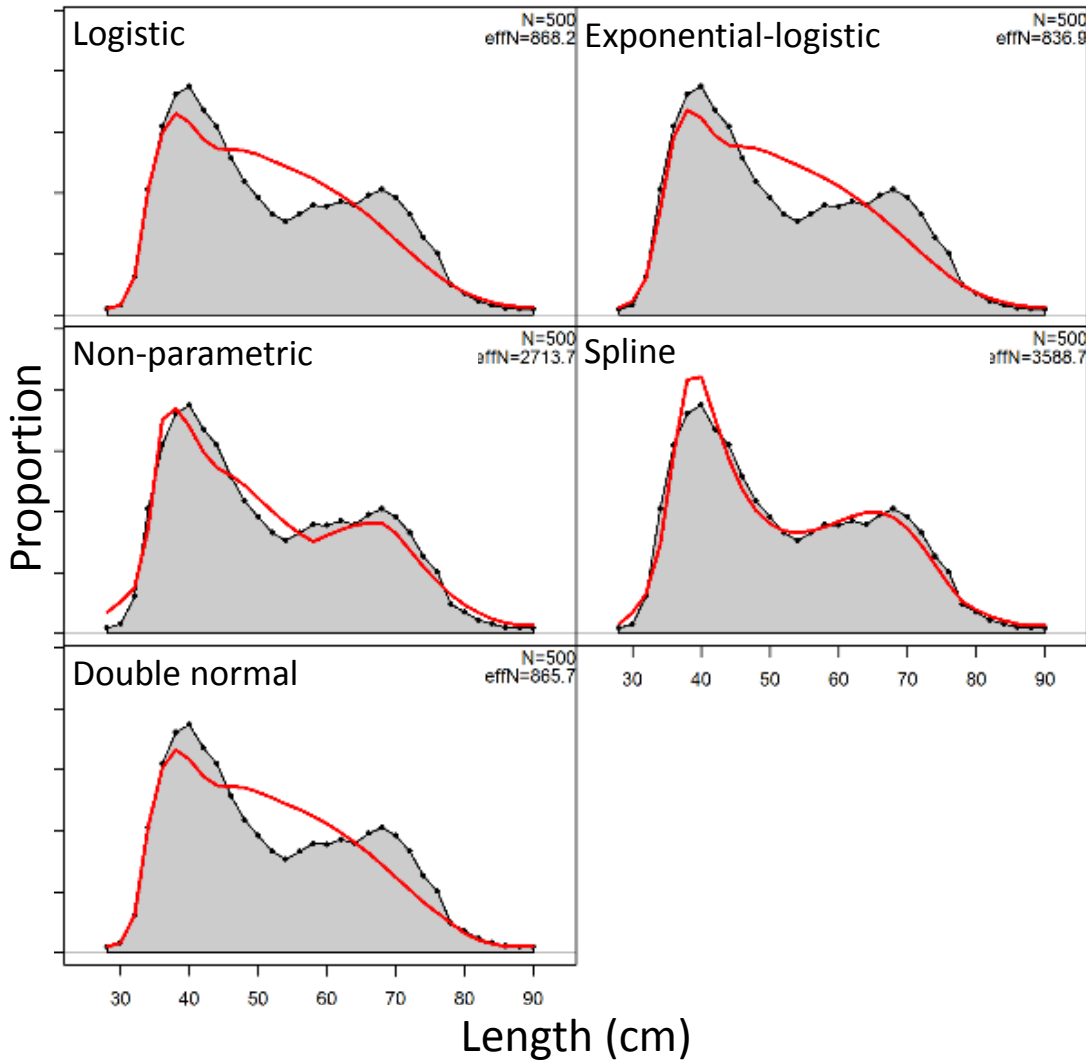 Logistic
N=500
effN=868.2
Exponential-logistic
N=500
effN=836.9
Non-parametric
N=500
effN=2713.7
Spline
N=500
effN=3588.7
Double normal
N=500
effN=865.7
Proportion
30 40 50 60 70 80 90
30 40 50 60 70 80 90
Length (cm)